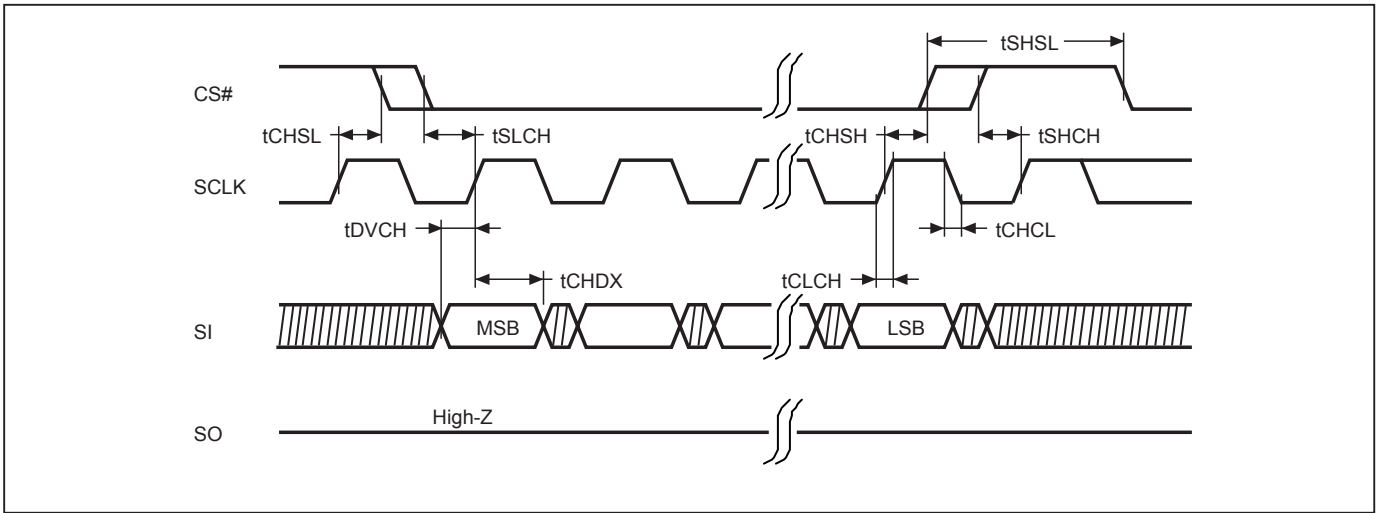 tSHSL
CS#
tCHSL
tSLCH
tCHSH
tSHCH
SCLK
tDVCH
tCHCL
tCHDX
tCLCH
SI
MSB
LSB
High-Z
SO